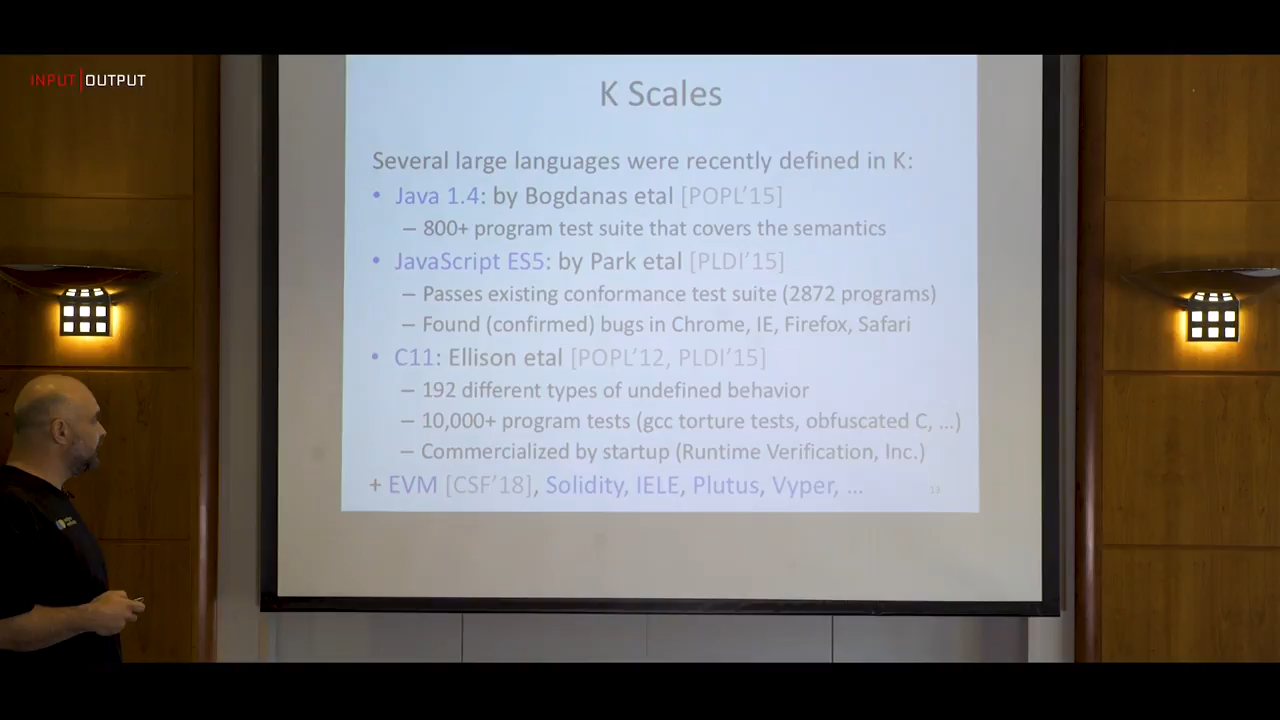 INPUT|OUTPUT
K Scales
Several large languages were recently defined in K:
• Java 1.4: by Bogdanas etal [POPL’15]
– 800+ program test suite that covers the semantics
• JavaScript ES5: by Park etal [PLDI’15]
– Passes existing conformance test suite (2872 programs)
– Found (confirmed) bugs in Chrome, IE, Firefox, Safari
• C11: Ellison etal [POPL’12, PLDI’15]
– 192 different types of undefined behavior
– 10,000+ program tests (gcc torture tests, obfuscated C, …)
– Commercialized by startup (Runtime Verification, Inc.)
+ EVM [CSF’18], Solidity, IELE, Plutus, Vyper, …
13